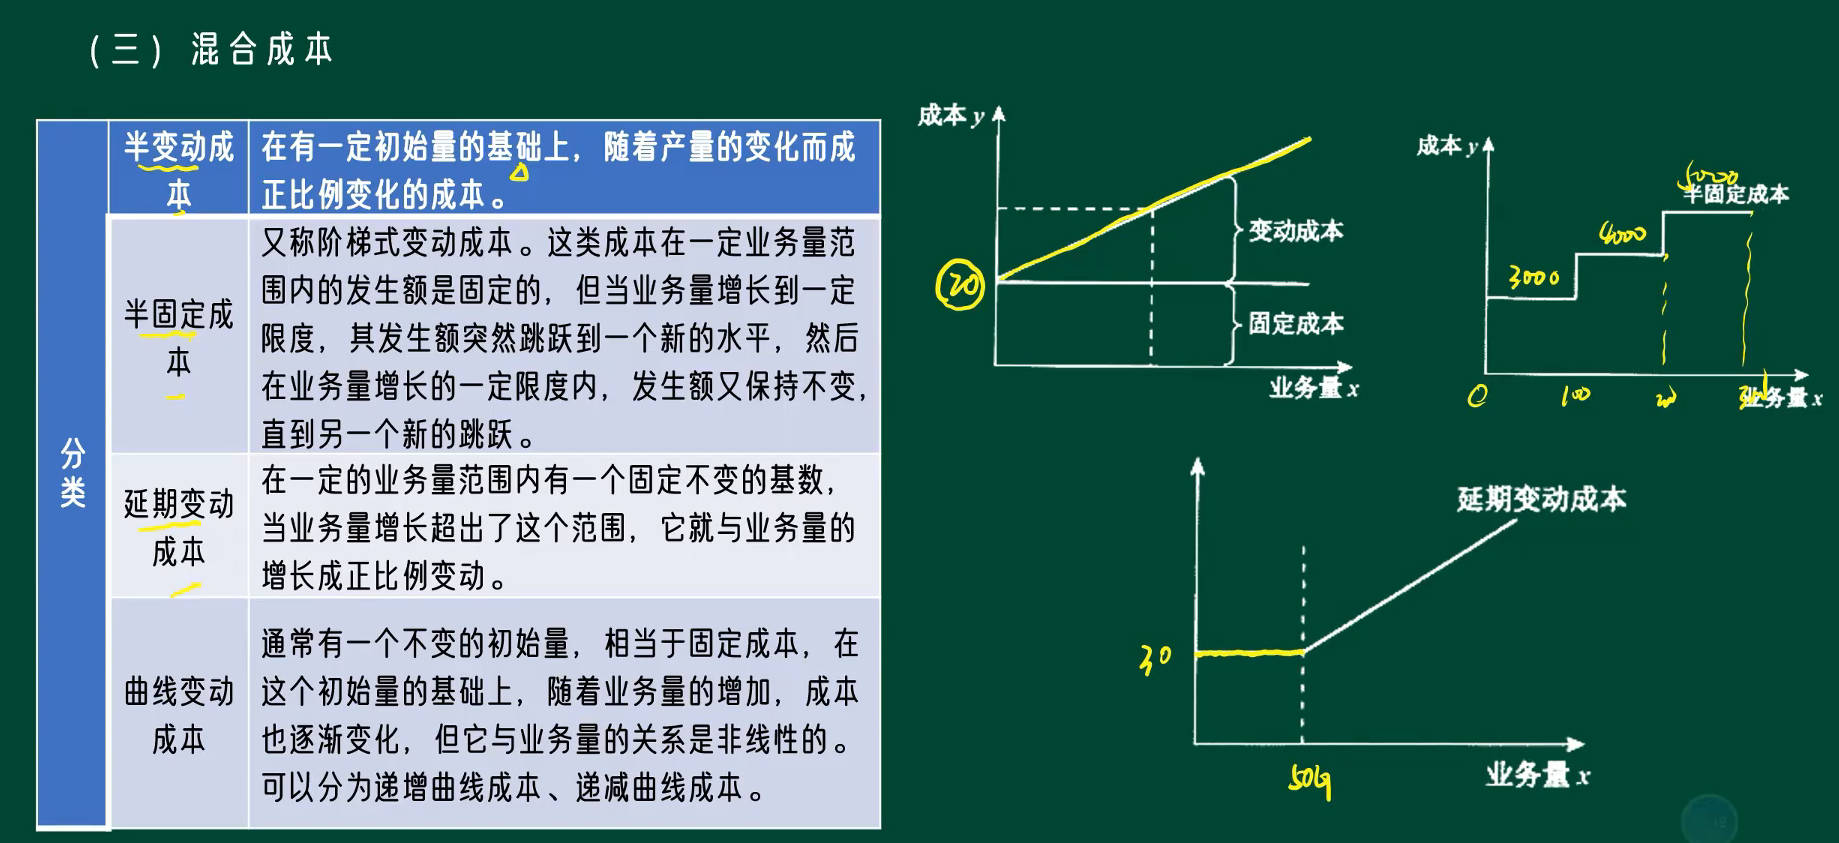 （三）混合成本
分类
半变动成本
在有一定初始量的基础上，随着产量的变化而成
正比例变化的成本。
半固定成本
又称阶梯式变动成本。这类成本在一定业务量范
围内的发生额是固定的，但当业务量增长到一定
限度，其发生额突然跳跃到一个新的水平，然后
在业务量增长的一定限度内，发生额又保持不变，
直到另一个新的跳跃。
延期变动
成本
在一定的业务量范围内有一个固定不变的基数，
当业务量增长超出了这个范围，它就与业务量的
增长成正比例变动。
曲线变动
成本
通常有一个不变的初始量，相当于固定成本，在
这个初始量的基础上，随着业务量的增加，成本
也逐渐变化，但它与业务量的关系是非线性的。
可以分为递增曲线成本、递减曲线成本。
成本 y
变动成本
20
固定成本
业务量 x
成本 y
5000
半固定成本
4000
3000
0 100
业务量 x
延期变动成本
30
业务量 x